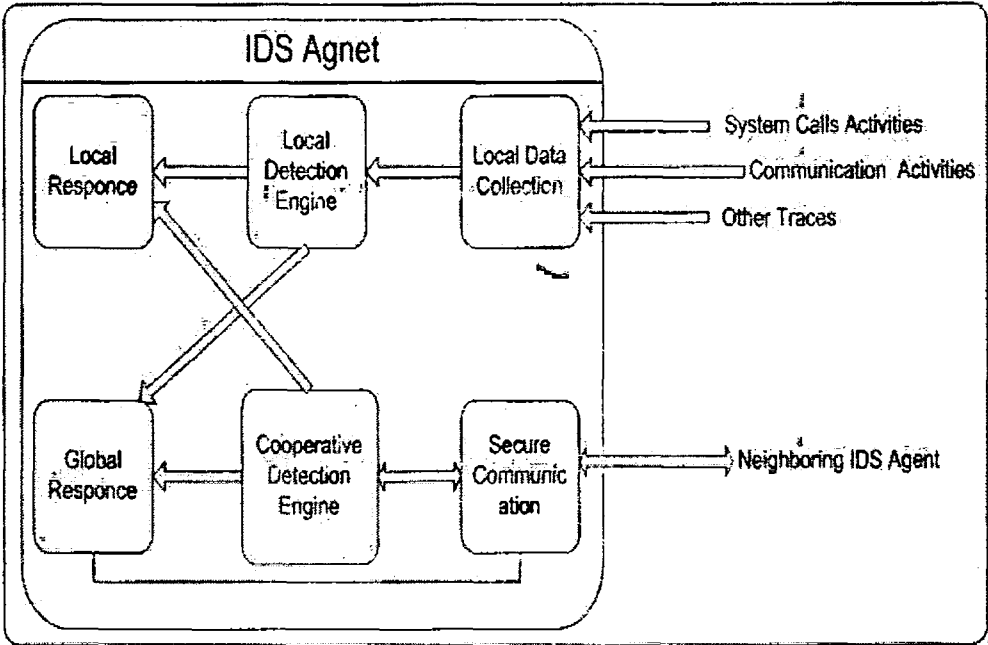 IDS Agnet
Local
Responce
Local
Detection
Engine
Local Data
Collection
System Calls Activities
Communication Activities
Other Traces
Global
Responce
Cooperative
Detection
Engine
Secure
Communic
ation
Neighboring IDS Agent